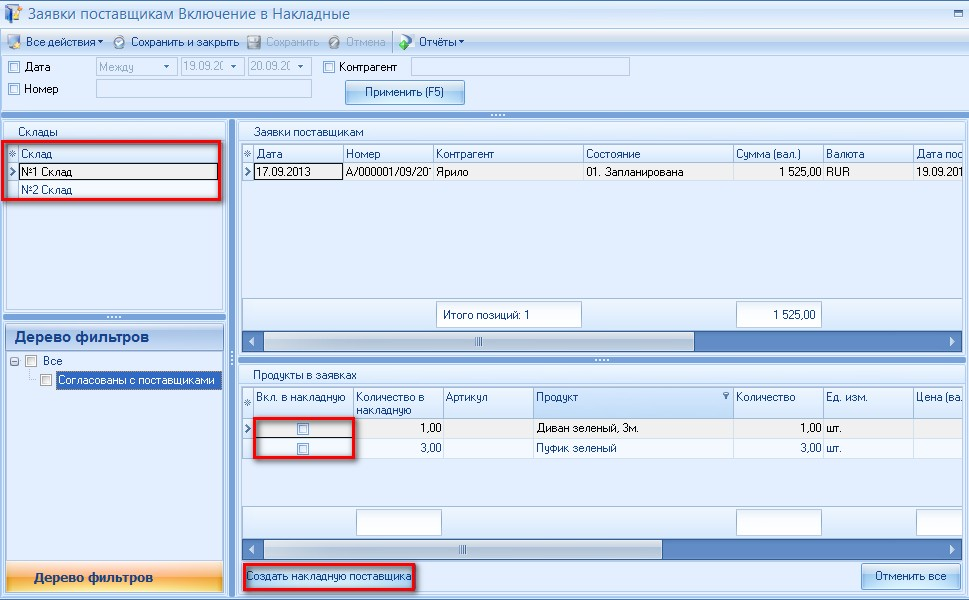 Заявки поставщикам Включение в Накладные
Все действия Сохранить и закрыть Сохранить Отмена Отчёты
Дата Между 19.09.20 20.09.20 Контрагент
Номер Применить (F5)
Склады
Склад
№1 Склад
№2 Склад
Дерево фильтров
Все
Согласованы с поставщиками
Дерево фильтров
Заявки поставщикам
Дата Номер Контрагент Состояние Сумма (вал.) Валюта Дата пос
17.09.2013 А/000001/09/20 Ярило 01. Запланирована 1 525,00 RUR 19.09.201
Итого позиций: 1 1 525,00
Продукты в заявках
Вкл. в накладную Количество в накладную Артикул Продукт Количество Ед. изм. Цена (ва.
1,00 Диван зеленый, 3м. 1,00 шт.
3,00 Пуфик зеленый 3,00 шт.
Создать накладную поставщика Отменить все